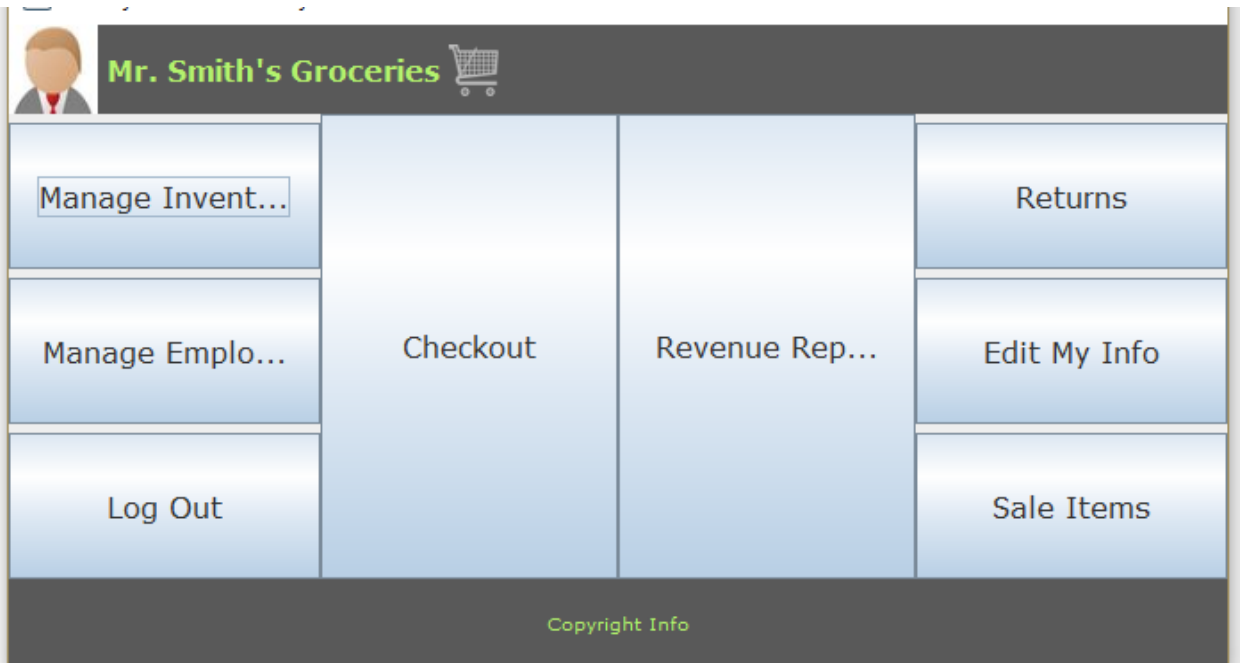 Mr. Smith's Groceries
Manage Invent...
Manage Emplo...
Log Out
Checkout
Revenue Rep...
Returns
Edit My Info
Sale Items
Copyright Info